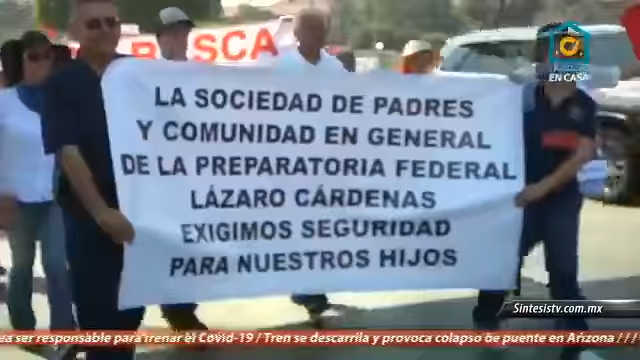 EN CASA
BUSCA
LA SOCIEDAD DE PADRES
Y COMUNIDAD EN GENERAL
DE LA PREPARATORIA FEDERAL
LÁZARO CÁRDENAS
EXIGIMOS SEGURIDAD
PARA NUESTROS HIJOS
Sintesistv.com.mx
ea ser responsable para frenar el Covid-19 / Tren se descarrila y provoca colapso de puente en Arizona ///